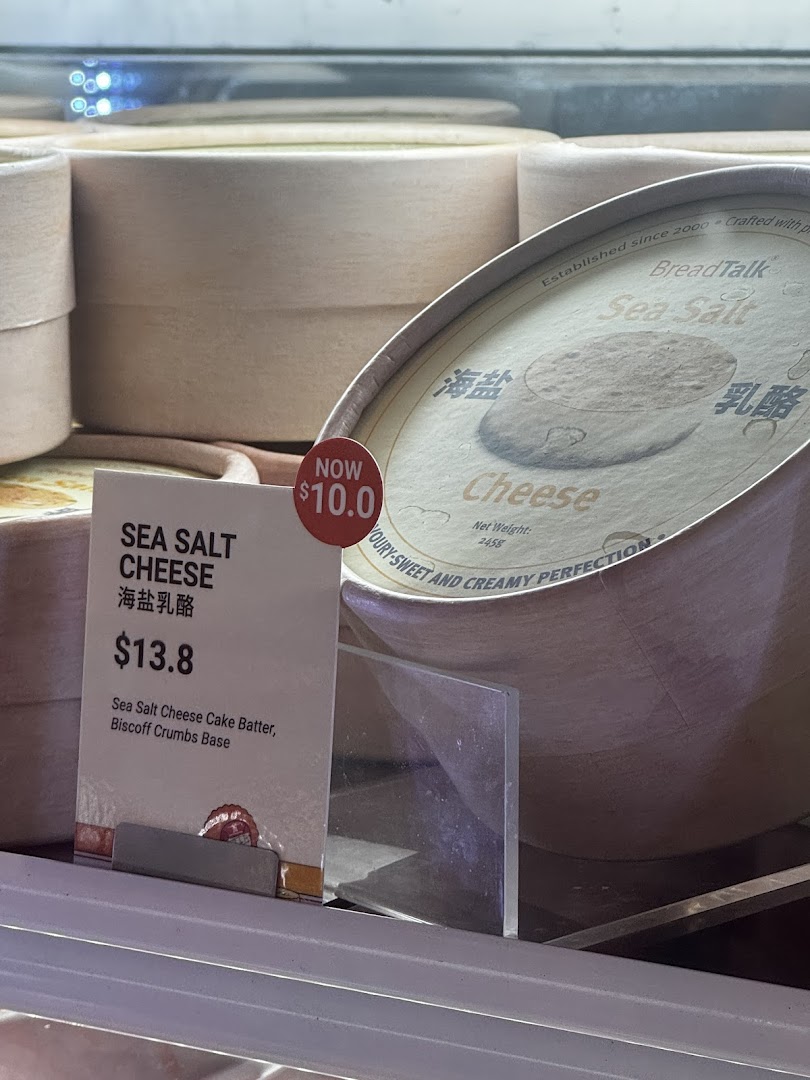 Established since 2000 • Crafted with
BreadTalk®
Sea Salt
海盐
乳酪
Cheese
Net Weight:
245g
VOURY-SWEET AND CREAMY PERFECTION •
NOW
$10.0
SEA SALT
CHEESE
海盐乳酪
$13.8
Sea Salt Cheese Cake Batter,
Biscoff Crumbs Base